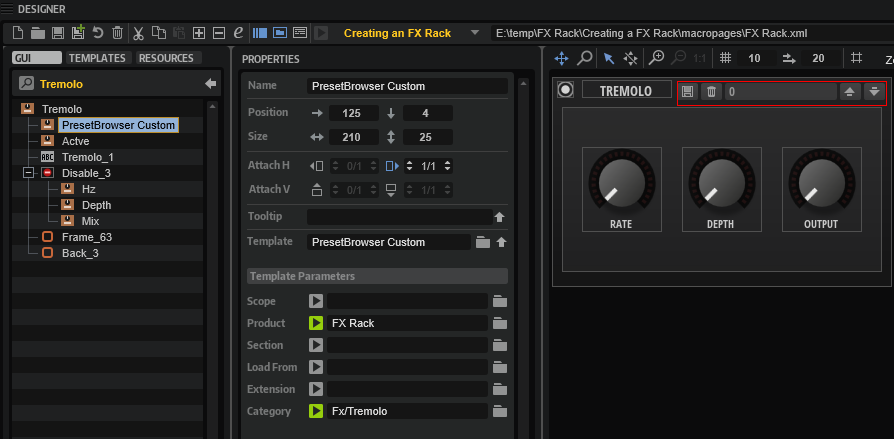 DESIGNER
Creating an FX Rack
E:\temp\FX Rack\Creating a FX Rack\macropages\FX Rack.xml
GUI TEMPLATES RESOURCES
Tremolo
Tremolo
PresetBrowser Custom
Actve
ABC Tremolo_1
Disable_3
Hz
Depth
Mix
Frame_63
Back_3
PROPERTIES
Name PresetBrowser Custom
Position 125 4
Size 210 25
Attach H 0/1 1/1
Attach V 0/1 1/1
Tooltip
Template PresetBrowser Custom
Template Parameters
Scope
Product FX Rack
Section
Load From
Extension
Category Fx/Tremolo
1:1 10 20 Zo
TREMOLO 0
RATE DEPTH OUTPUT